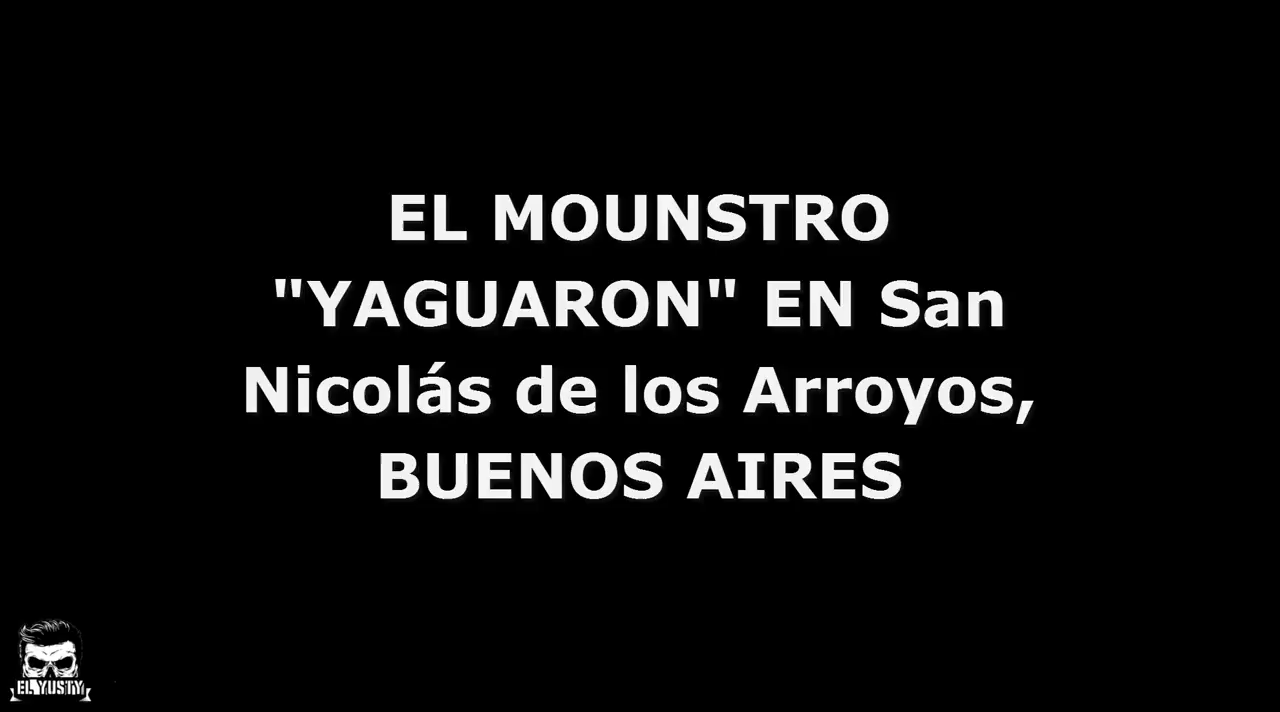 EL MOUNSTRO
"YAGUARON" EN San
Nicolás de los Arroyos,
BUENOS AIRES
EL YUSTY